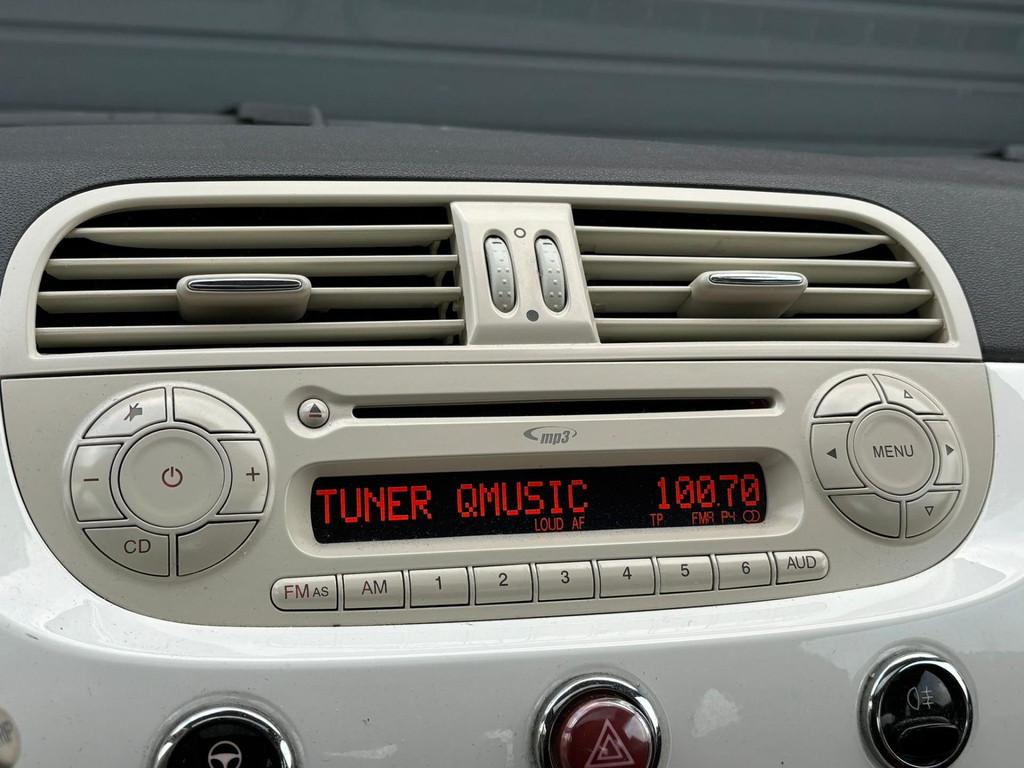 mp3
MENU
TUNER QMUSIC 100.70
LOUD AF TP FMA P4
CD
FM AS AM 1 2 3 4 5 6 AUD